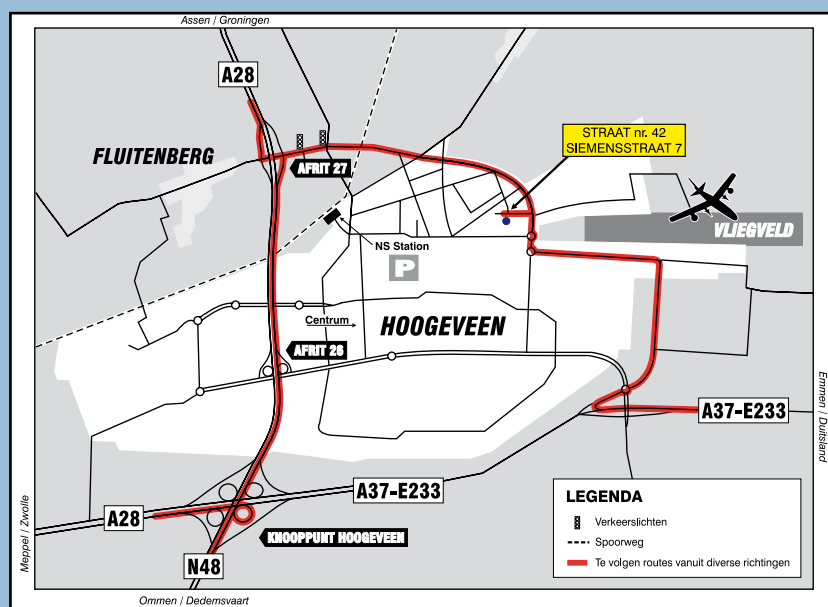 Assen / Groningen
A28
STRAAT nr. 42
SIEMENSSTRAAT 7
FLUITENBERG
AFRIT 27
VLIEGVELD
NS Station
P
Centrum
HOOGEVEEN
AFRIT 26
Emmen / Duitsland
A37-E233
A37-E233
A28
Meppel / Zwolle
KNOOPPUNT HOOGEVEEN
N48
Ommen / Dedemsvaart
LEGENDA
Verkeerslichten
Spoorweg
Te volgen routes vanuit diverse richtingen